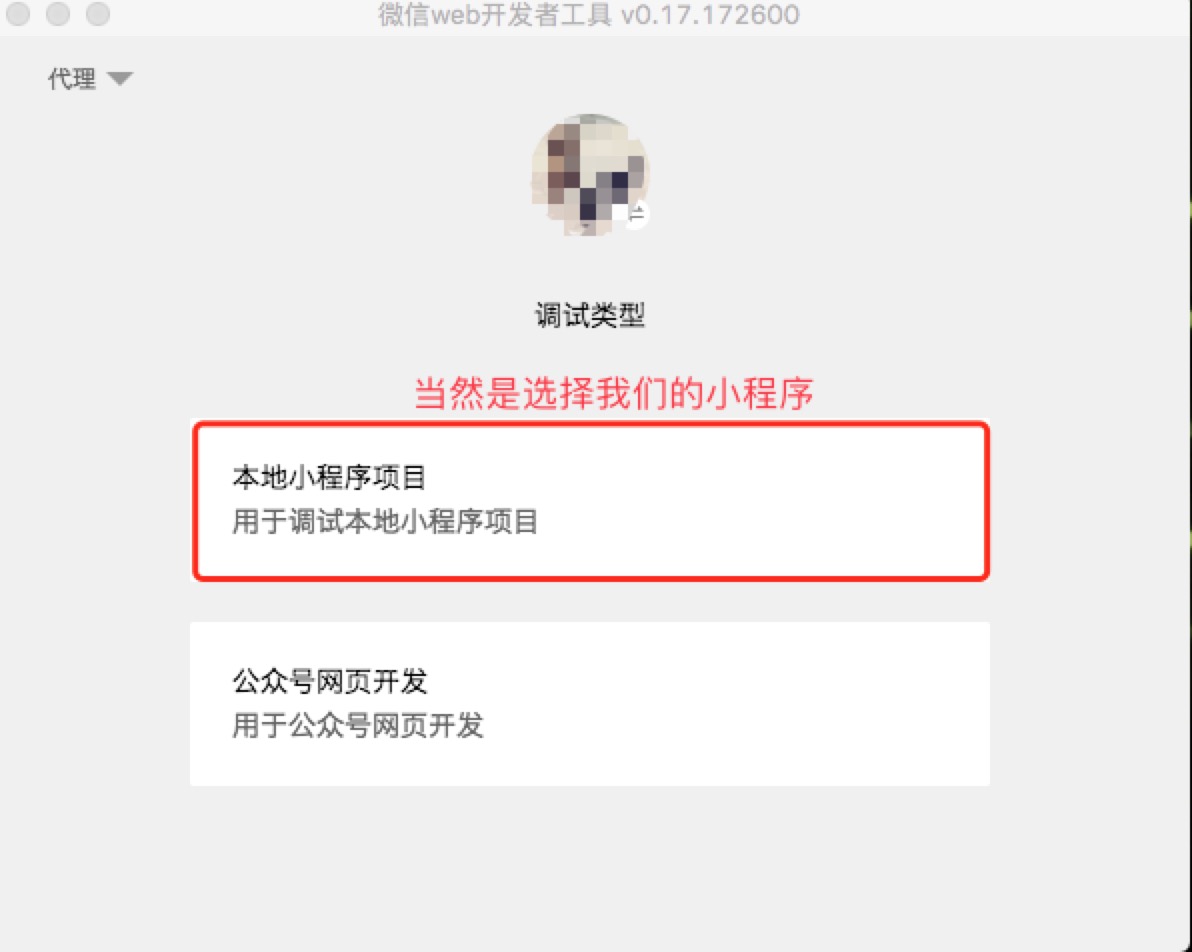 微信web开发者工具 v0.17.172600
代理
调试类型
当然是选择我们的小程序
本地小程序项目
用于调试本地小程序项目
公众号网页开发
用于公众号网页开发